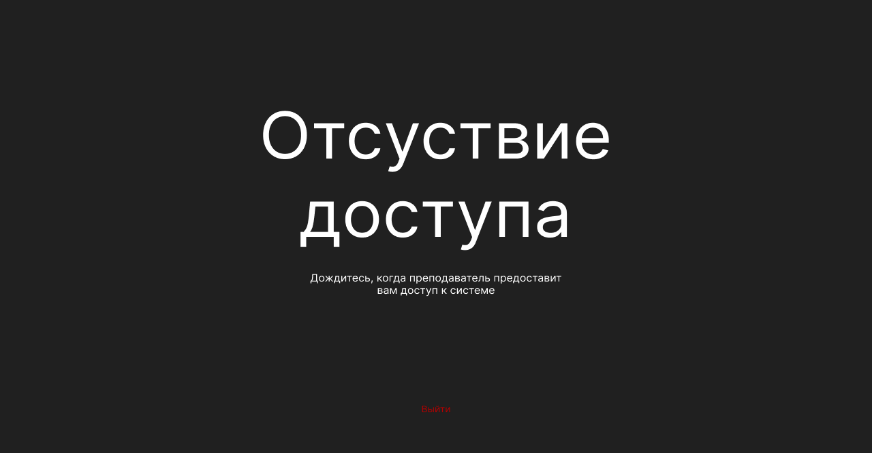 Отсуствие
доступа
Дождитесь, когда преподаватель предоставит
вам доступ к системе
Выйти